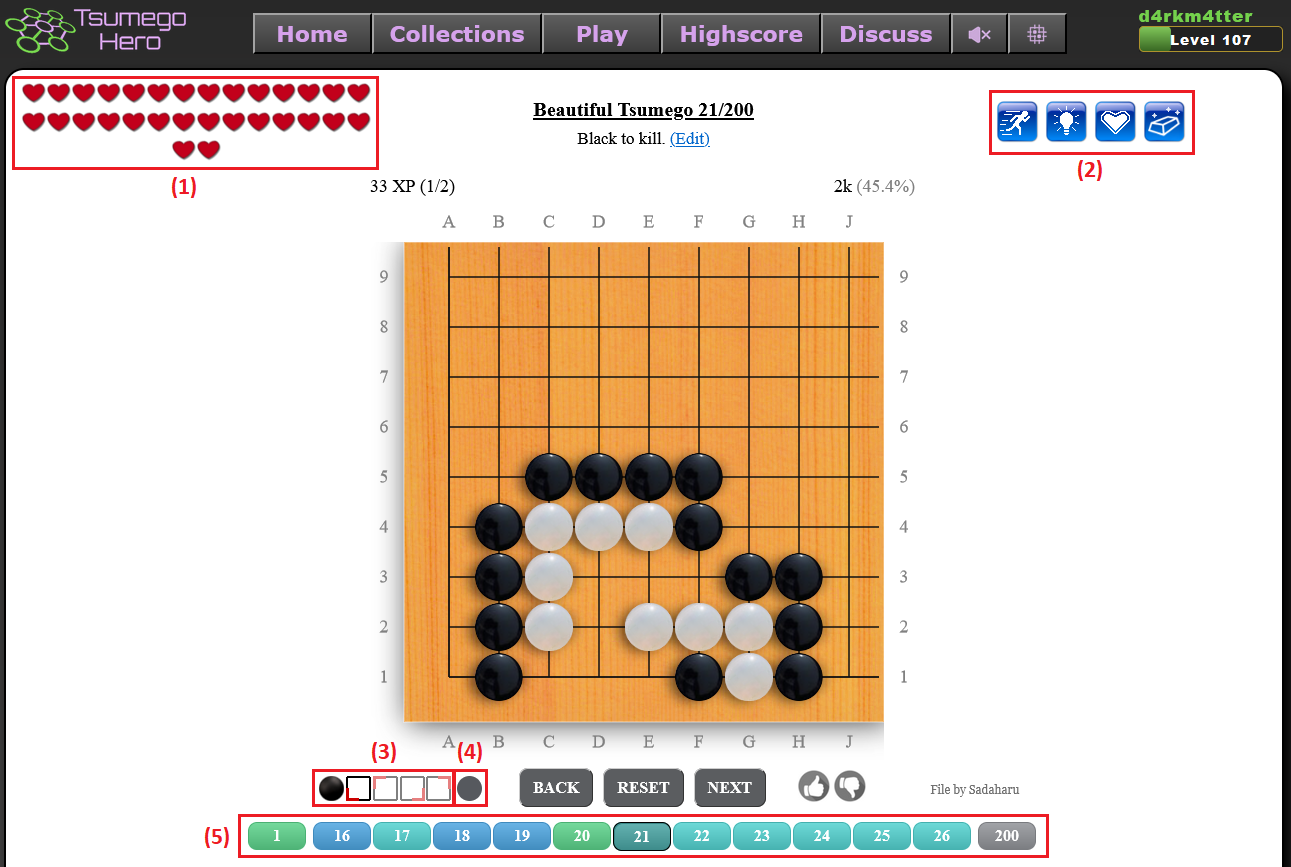 Tsumego
Hero
Home Collections Play Highscore Discuss
d4rkm4tter
Level 107
Beautiful Tsumego 21/200
Black to kill. (Edit)
(1)
(2)
33 XP (1/2)
2k (45.4%)
A B C D E F G H J
9 9
8 8
7 7
6 6
5 5
4 4
3 3
2 2
1 1
A B C D E F G H J
(3) (4)
BACK RESET NEXT
File by Sadaharu
(5) 1 16 17 18 19 20 21 22 23 24 25 26 200